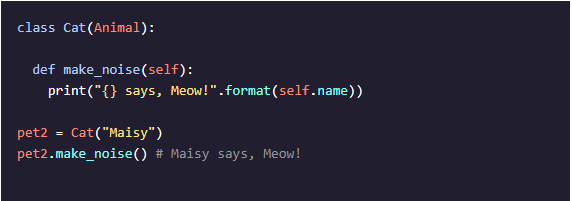 class Cat(Animal):
  def make_noise(self):
    print("{} says, Meow!".format(self.name))
pet2 = Cat("Maisy")
pet2.make_noise() # Maisy says, Meow!